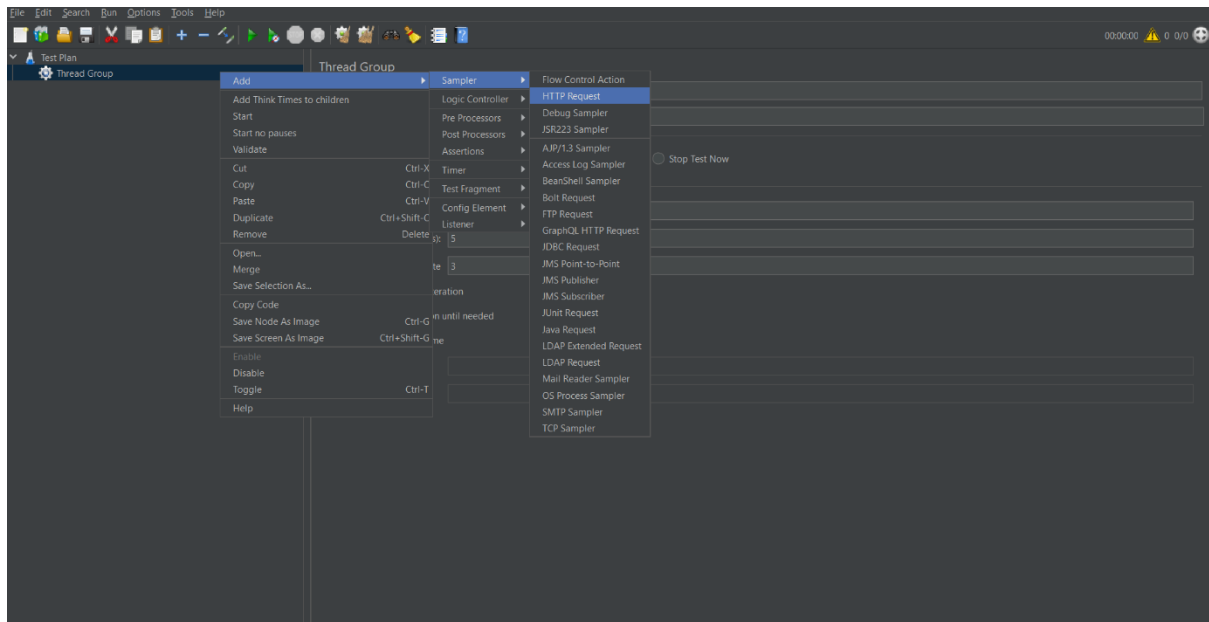 File Edit Search Run Options Tools Help
00:00:00 0 0/0
Test Plan
Thread Group
Thread Group
Add
Add Think Times to children
Start
Start no pauses
Validate
Cut Ctrl-X
Copy Ctrl-C
Paste Ctrl-V
Duplicate Ctrl+Shift-C
Remove Delete
Open...
Merge
Save Selection As...
Copy Code
Save Node As Image Ctrl-G
Save Screen As Image Ctrl+Shift-G
Enable
Disable
Toggle Ctrl-T
Help
Sampler
Logic Controller
Pre Processors
Post Processors
Assertions
Timer
Test Fragment
Config Element
Listener
Flow Control Action
HTTP Request
Debug Sampler
JSR223 Sampler
AJP/1.3 Sampler
Access Log Sampler
BeanShell Sampler
Bolt Request
FTP Request
GraphQL HTTP Request
JDBC Request
JMS Point-to-Point
JMS Publisher
JMS Subscriber
JUnit Request
Java Request
LDAP Extended Request
LDAP Request
Mail Reader Sampler
OS Process Sampler
SMTP Sampler
TCP Sampler
Stop Test Now
s): 5
3
eration
until needed